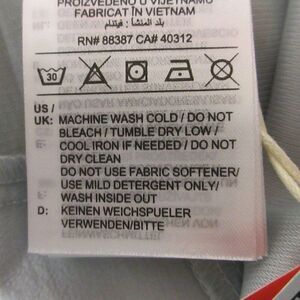 PROIZVEDENO U VIJETNAMU
FABRICAT ÎN VIETNAM
بلد المنشأ : فيتنام
RN# 88387 CA# 40312
30
US /
UK: MACHINE WASH COLD / DO NOT
BLEACH / TUMBLE DRY LOW /
COOL IRON IF NEEDED / DO NOT
DRY CLEAN
DO NOT USE FABRIC SOFTENER/
USE MILD DETERGENT ONLY/
WASH INSIDE OUT
D: KEINEN WEICHSPUELER
VERWENDEN/BITTE